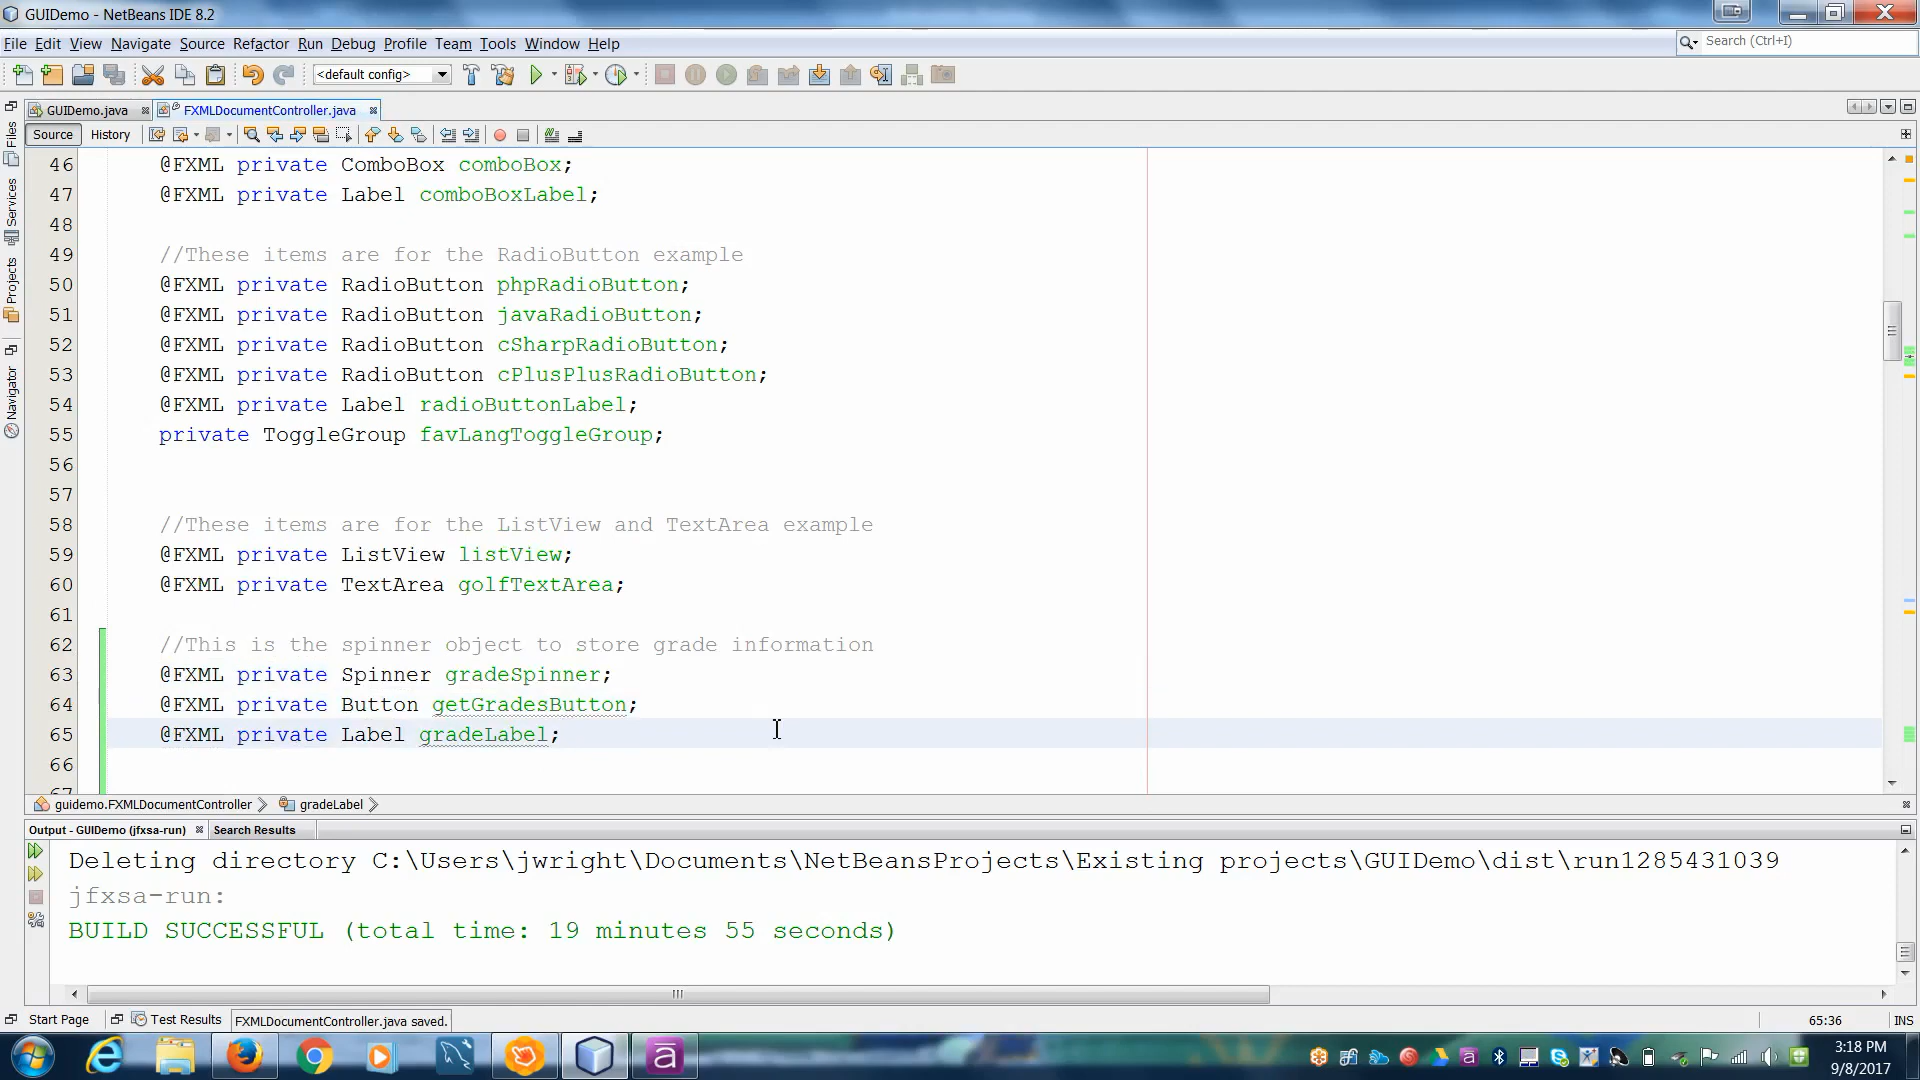 GUIDemo - NetBeans IDE 8.2
File Edit View Navigate Source Refactor Run Debug Profile Team Tools Window Help
Search (Ctrl+I)
<default config>
GUIDemo.java
FXMLDocumentController.java
Source History
Files
Services
Projects
Navigator
46 @FXML private ComboBox comboBox;
47 @FXML private Label comboBoxLabel;
48
49 //These items are for the RadioButton example
50 @FXML private RadioButton phpRadioButton;
51 @FXML private RadioButton javaRadioButton;
52 @FXML private RadioButton cSharpRadioButton;
53 @FXML private RadioButton cPlusPlusRadioButton;
54 @FXML private Label radioButtonLabel;
55 private ToggleGroup favLangToggleGroup;
56
57
58 //These items are for the ListView and TextArea example
59 @FXML private ListView listView;
60 @FXML private TextArea golfTextArea;
61
62 //This is the spinner object to store grade information
63 @FXML private Spinner gradeSpinner;
64 @FXML private Button getGradesButton;
65 @FXML private Label gradeLabel;
66
67
guidemo.FXMLDocumentController gradeLabel
Output - GUIDemo (jfxsa-run) Search Results
Deleting directory C:\Users\jwright\Documents\NetBeansProjects\Existing projects\GUIDemo\dist\run1285431039
jfxsa-run:
BUILD SUCCESSFUL (total time: 19 minutes 55 seconds)
Start Page Test Results FXMLDocumentController.java saved. 65:36 INS
3:18 PM
9/8/2017